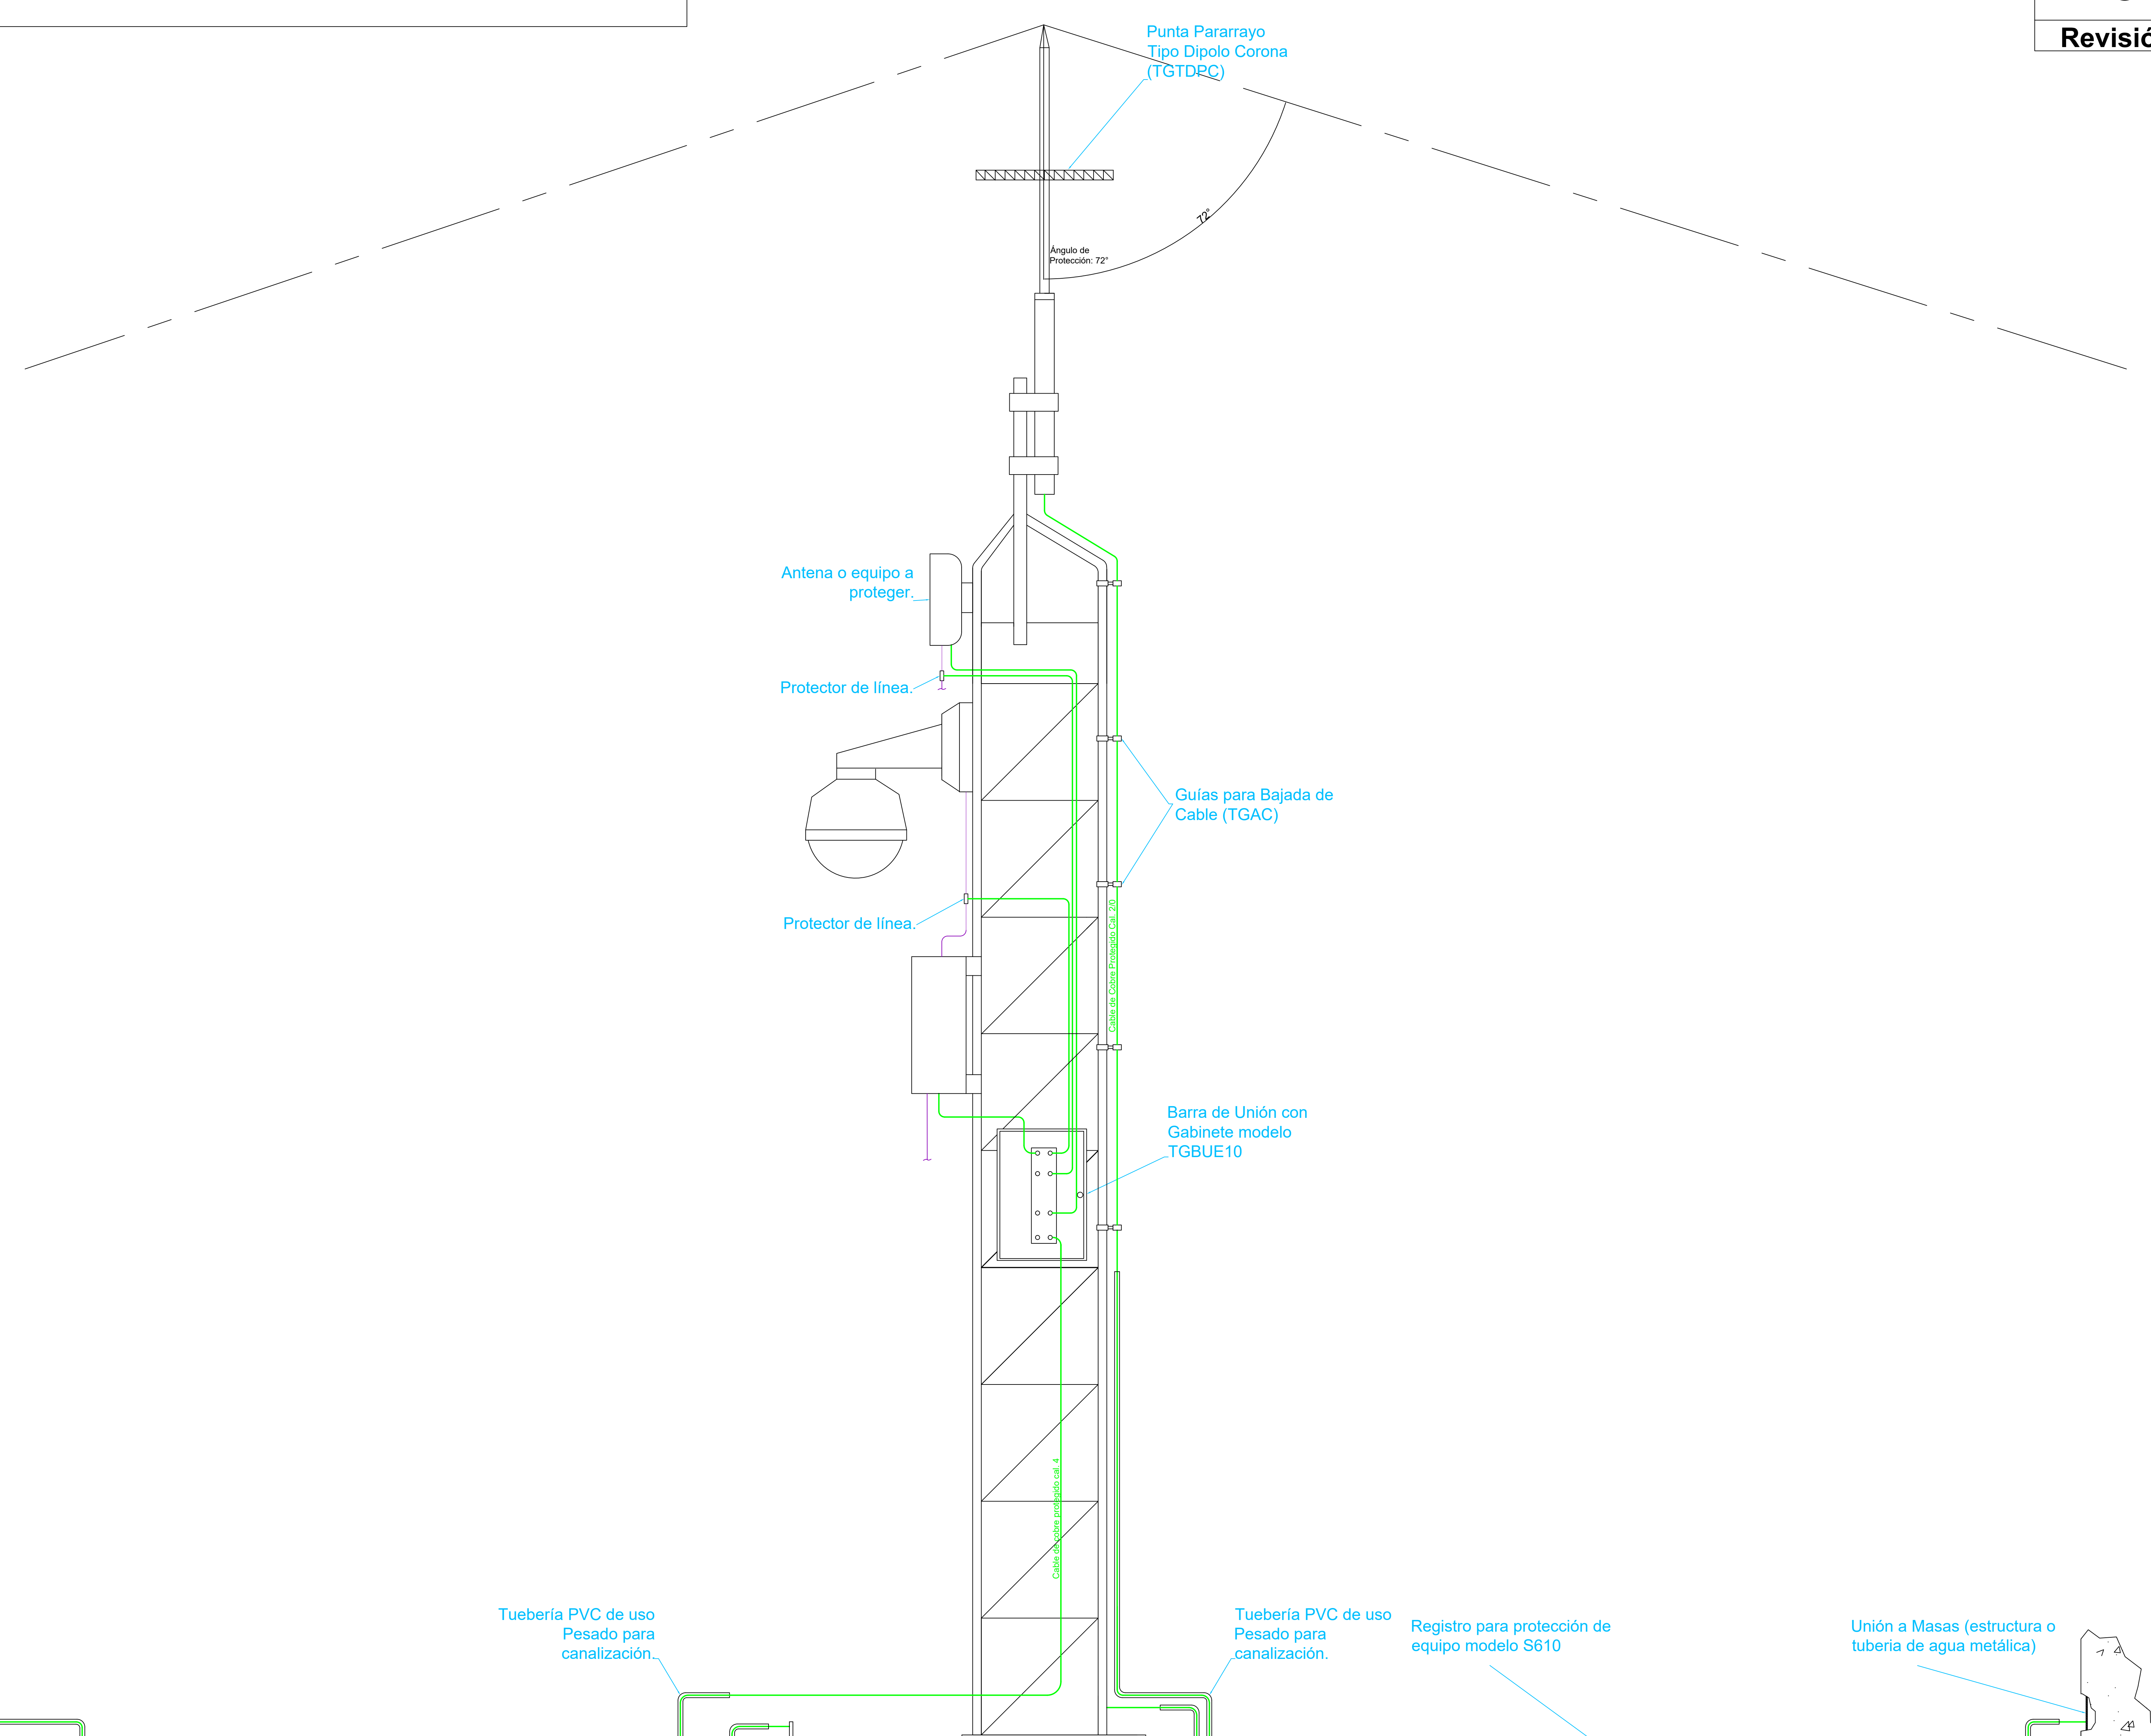 Revisió
Punta Pararrayo
Tipo Dipolo Corona
(TGTDPC)
72°
Ángulo de
Protección: 72°
Antena o equipo a
proteger.
Protector de línea.
Guías para Bajada de
Cable (TGAC)
Protector de línea.
Cable de Cobre Protegido Cal. 2/0
Barra de Unión con
Gabinete modelo
TGBUE10
Cable de cobre protegido cal. 4
Tuebería PVC de uso
Pesado para
canalización.
Tuebería PVC de uso
Pesado para
canalización.
Registro para protección de
equipo modelo S610
Unión a Masas (estructura o
tuberia de agua metálica)